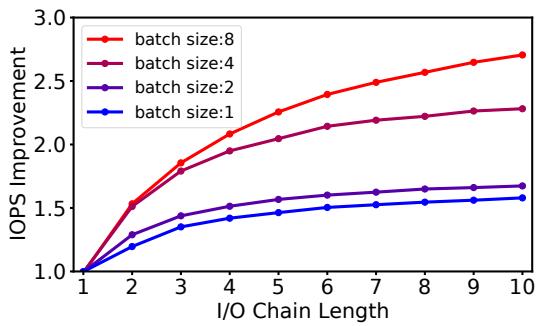 3.0
2.5
2.0
1.5
1.0
IOPS Improvement
batch size:8
batch size:4
batch size:2
batch size:1
1 2 3 4 5 6 7 8 9 10
I/O Chain Length